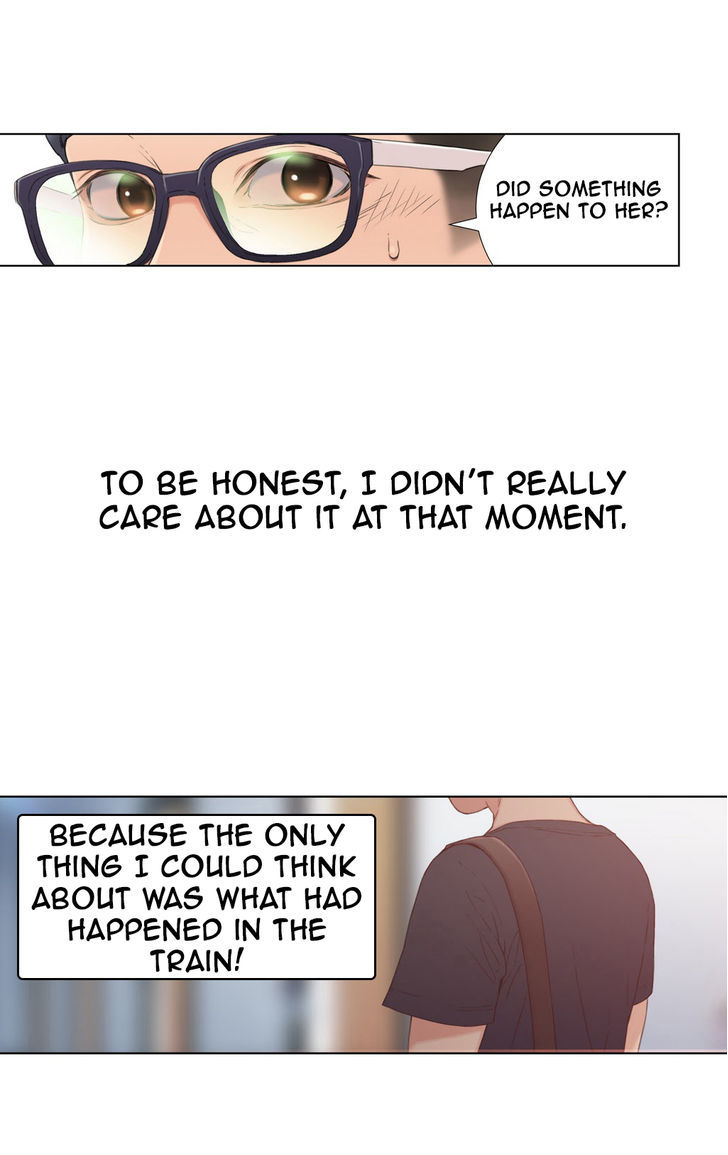 DID SOMETHING
HAPPEN TO HER?
TO BE HONEST, I DIDN'T REALLY
CARE ABOUT IT AT THAT MOMENT.
BECAUSE THE ONLY
THING I COULD THINK
ABOUT WAS WHAT HAD
HAPPENED IN THE
TRAIN!